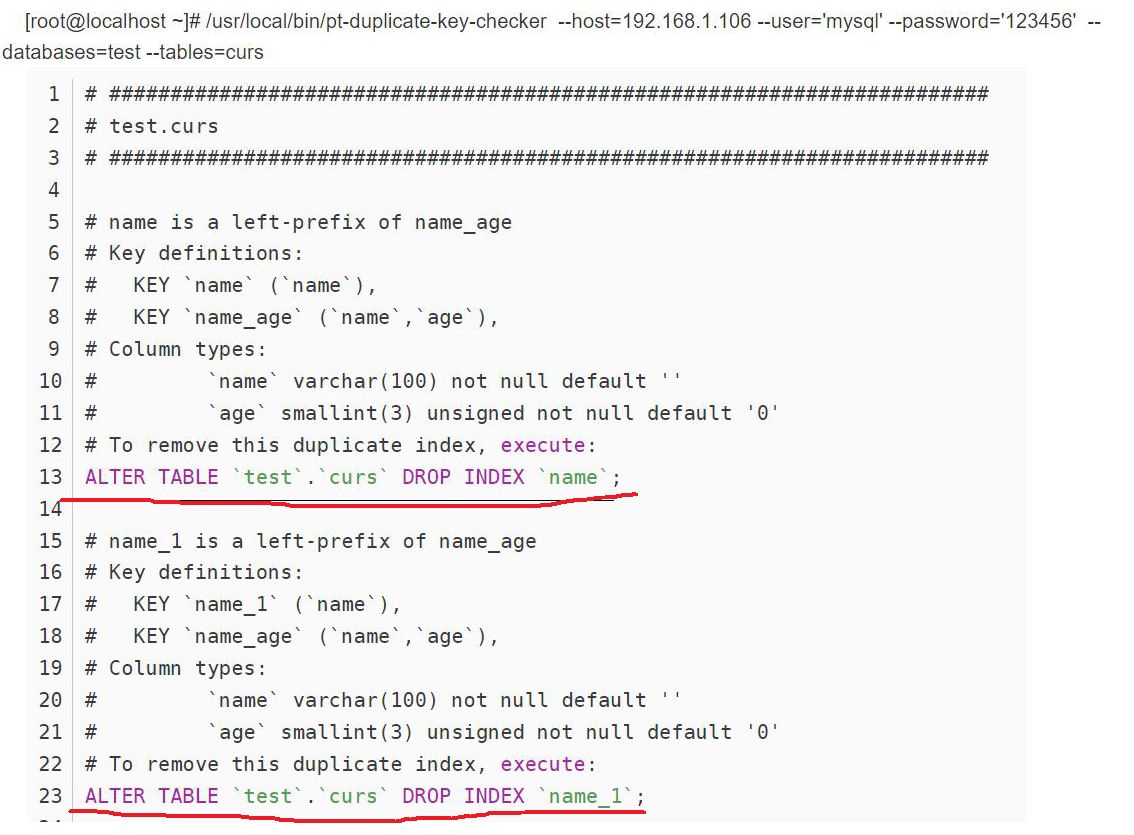 [root@localhost ~]# /usr/local/bin/pt-duplicate-key-checker  --host=192.168.1.106 --user='mysql' --password='123456'  --
databases=test --tables=curs
1 # ########################################################################
2 # test.curs
3 # ########################################################################
4
5 # name is a left-prefix of name_age
6 # Key definitions:
7 #   KEY `name` (`name`),
8 #   KEY `name_age` (`name`,`age`),
9 # Column types:
10 #         `name` varchar(100) not null default ''
11 #         `age` smallint(3) unsigned not null default '0'
12 # To remove this duplicate index, execute:
13 ALTER TABLE `test`.`curs` DROP INDEX `name`;
14
15 # name_1 is a left-prefix of name_age
16 # Key definitions:
17 #   KEY `name_1` (`name`),
18 #   KEY `name_age` (`name`,`age`),
19 # Column types:
20 #         `name` varchar(100) not null default ''
21 #         `age` smallint(3) unsigned not null default '0'
22 # To remove this duplicate index, execute:
23 ALTER TABLE `test`.`curs` DROP INDEX `name_1`;